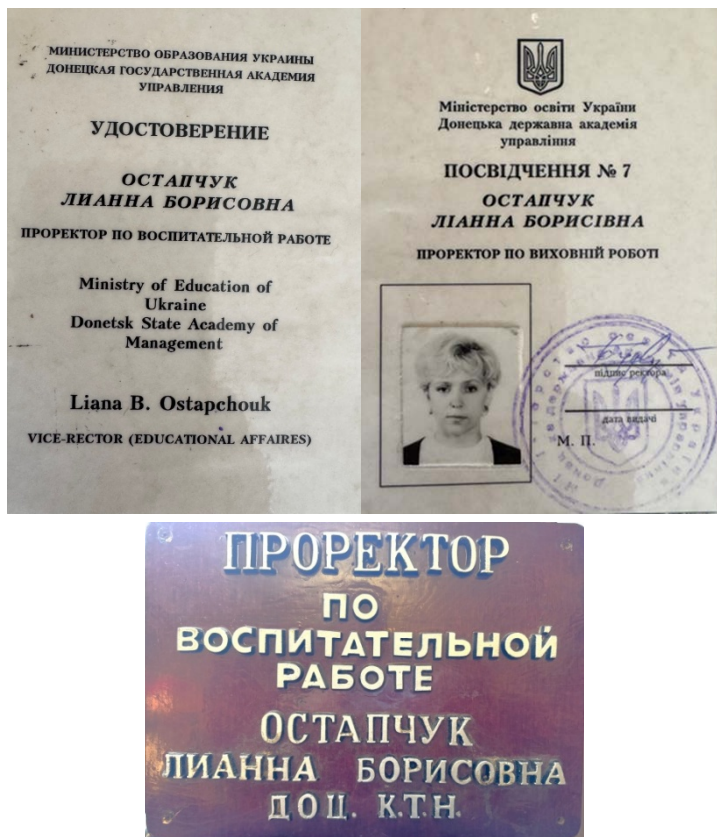 МИНИСТЕРСТВО ОБРАЗОВАНИЯ УКРАИНЫ
ДОНЕЦКАЯ ГОСУДАРСТВЕННАЯ АКАДЕМИЯ
УПРАВЛЕНИЯ
УДОСТОВЕРЕНИЕ
ОСТАПЧУК
ЛИАННА БОРИСОВНА
ПРОРЕКТОР ПО ВОСПИТАТЕЛЬНОЙ РАБОТЕ
Ministry of Education of
Ukraine
Donetsk State Academy of
Management
Liana B. Ostapchouk
VICE-RECTOR (EDUCATIONAL AFFAIRES)
Міністерство освіти України
Донецька державна академія
управління
ПОСВІДЧЕННЯ № 7
ОСТАПЧУК
ЛІАННА БОРИСІВНА
ПРОРЕКТОР ПО ВИХОВНІЙ РОБОТІ
підпис ректора
дата видачі
М. П.
ПРОРЕКТОР
ПО
ВОСПИТАТЕЛЬНОЙ
РАБОТЕ
ОСТАПЧУК
ЛИАННА БОРИСОВНА
ДОЦ. К.Т.Н.